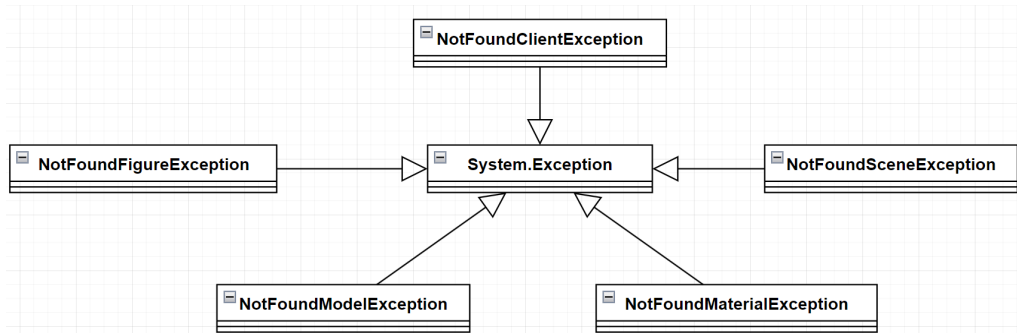 NotFoundClientException
NotFoundFigureException
System.Exception
NotFoundSceneException
NotFoundModelException
NotFoundMaterialException